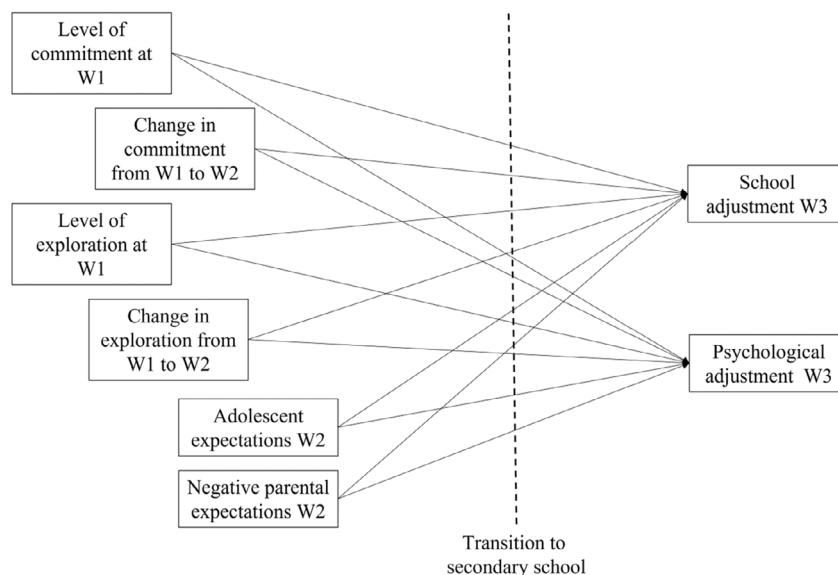 Level of
commitment at
W1
Change in
commitment
from W1 to W2
Level of
exploration at
W1
Change in
exploration from
W1 to W2
Adolescent
expectations W2
Negative parental
expectations W2
School
adjustment W3
Psychological
adjustment W3
Transition to
secondary school